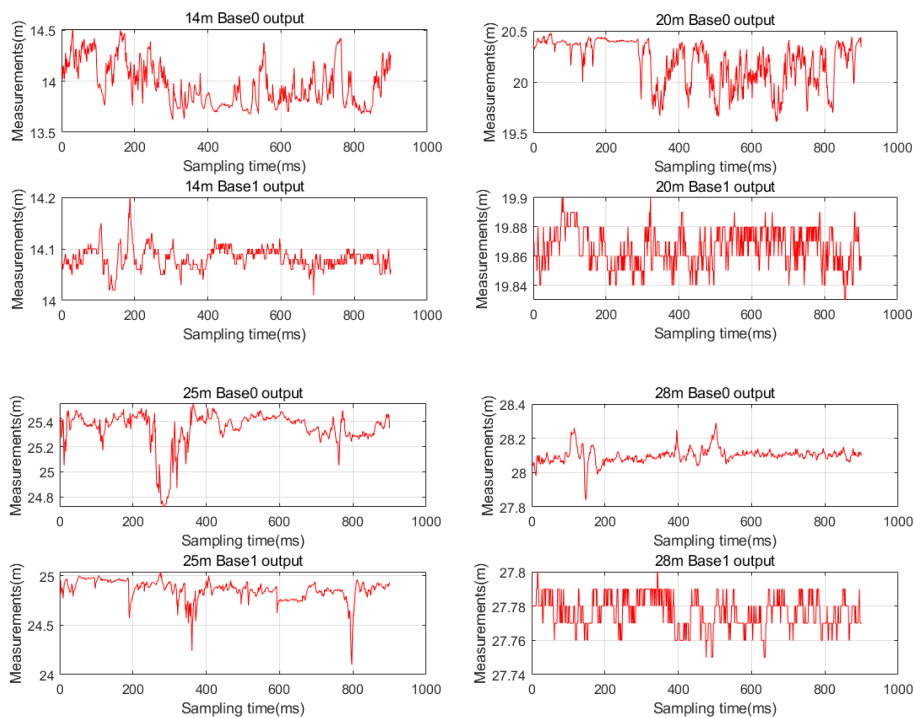 14m Base0 output
Measurements(m)
14.5
14
13.5
0 200 400 600 800 1000
Sampling time(ms)
20m Base0 output
Measurements(m)
20.5
20
19.5
0 200 400 600 800 1000
Sampling time(ms)
14m Base1 output
Measurements(m)
14.2
14.1
14
0 200 400 600 800 1000
Sampling time(ms)
20m Base1 output
Measurements(m)
19.9
19.88
19.86
19.84
0 200 400 600 800 1000
Sampling time(ms)
25m Base0 output
Measurements(m)
25.4
25.2
25
24.8
0 200 400 600 800 1000
Sampling time(ms)
28m Base0 output
Measurements(m)
28.4
28.2
28
27.8
0 200 400 600 800 1000
Sampling time(ms)
25m Base1 output
Measurements(m)
25
24.5
24
0 200 400 600 800 1000
Sampling time(ms)
28m Base1 output
Measurements(m)
27.8
27.78
27.76
27.74
0 200 400 600 800 1000
Sampling time(ms)